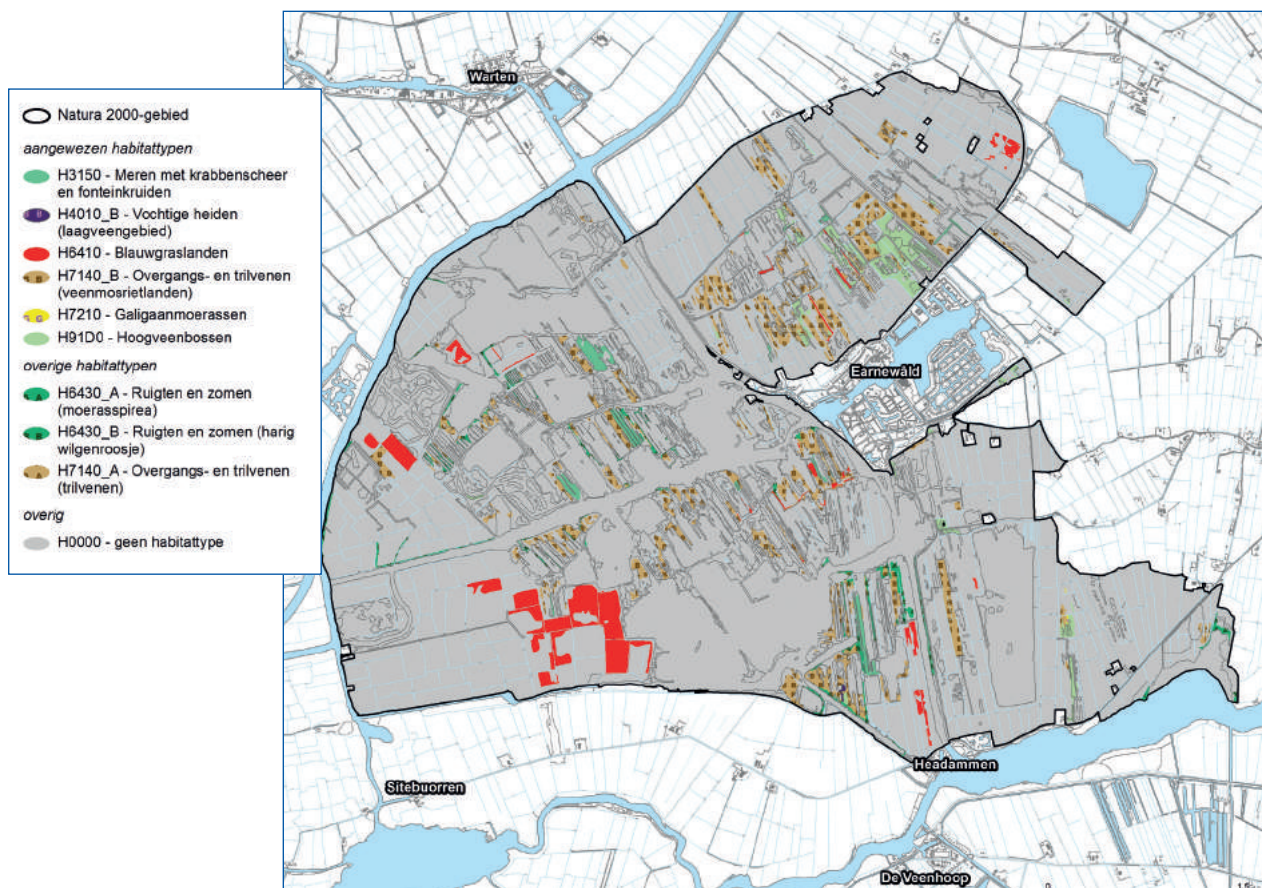 Natura 2000-gebied
aangewezen habitattypen
H3150 - Meren met krabbenscheer
en fonteinkruiden
H4010_B - Vochtige heiden
(laagveengebied)
H6410 - Blauwgraslanden
B H7140_B - Overgangs- en trilvenen
(veenmosrietlanden)
G H7210 - Galigaanmoerassen
H91D0 - Hoogveenbossen
overige habitattypen
A H6430_A - Ruigten en zomen
(moerasspirea)
B H6430_B - Ruigten en zomen (harig
wilgenroosje)
A H7140_A - Overgangs- en trilvenen
(trilvenen)
overig
H0000 - geen habitattype
Warten
Earnewâld
Headammen
Sitebuorren
De Veenhoop